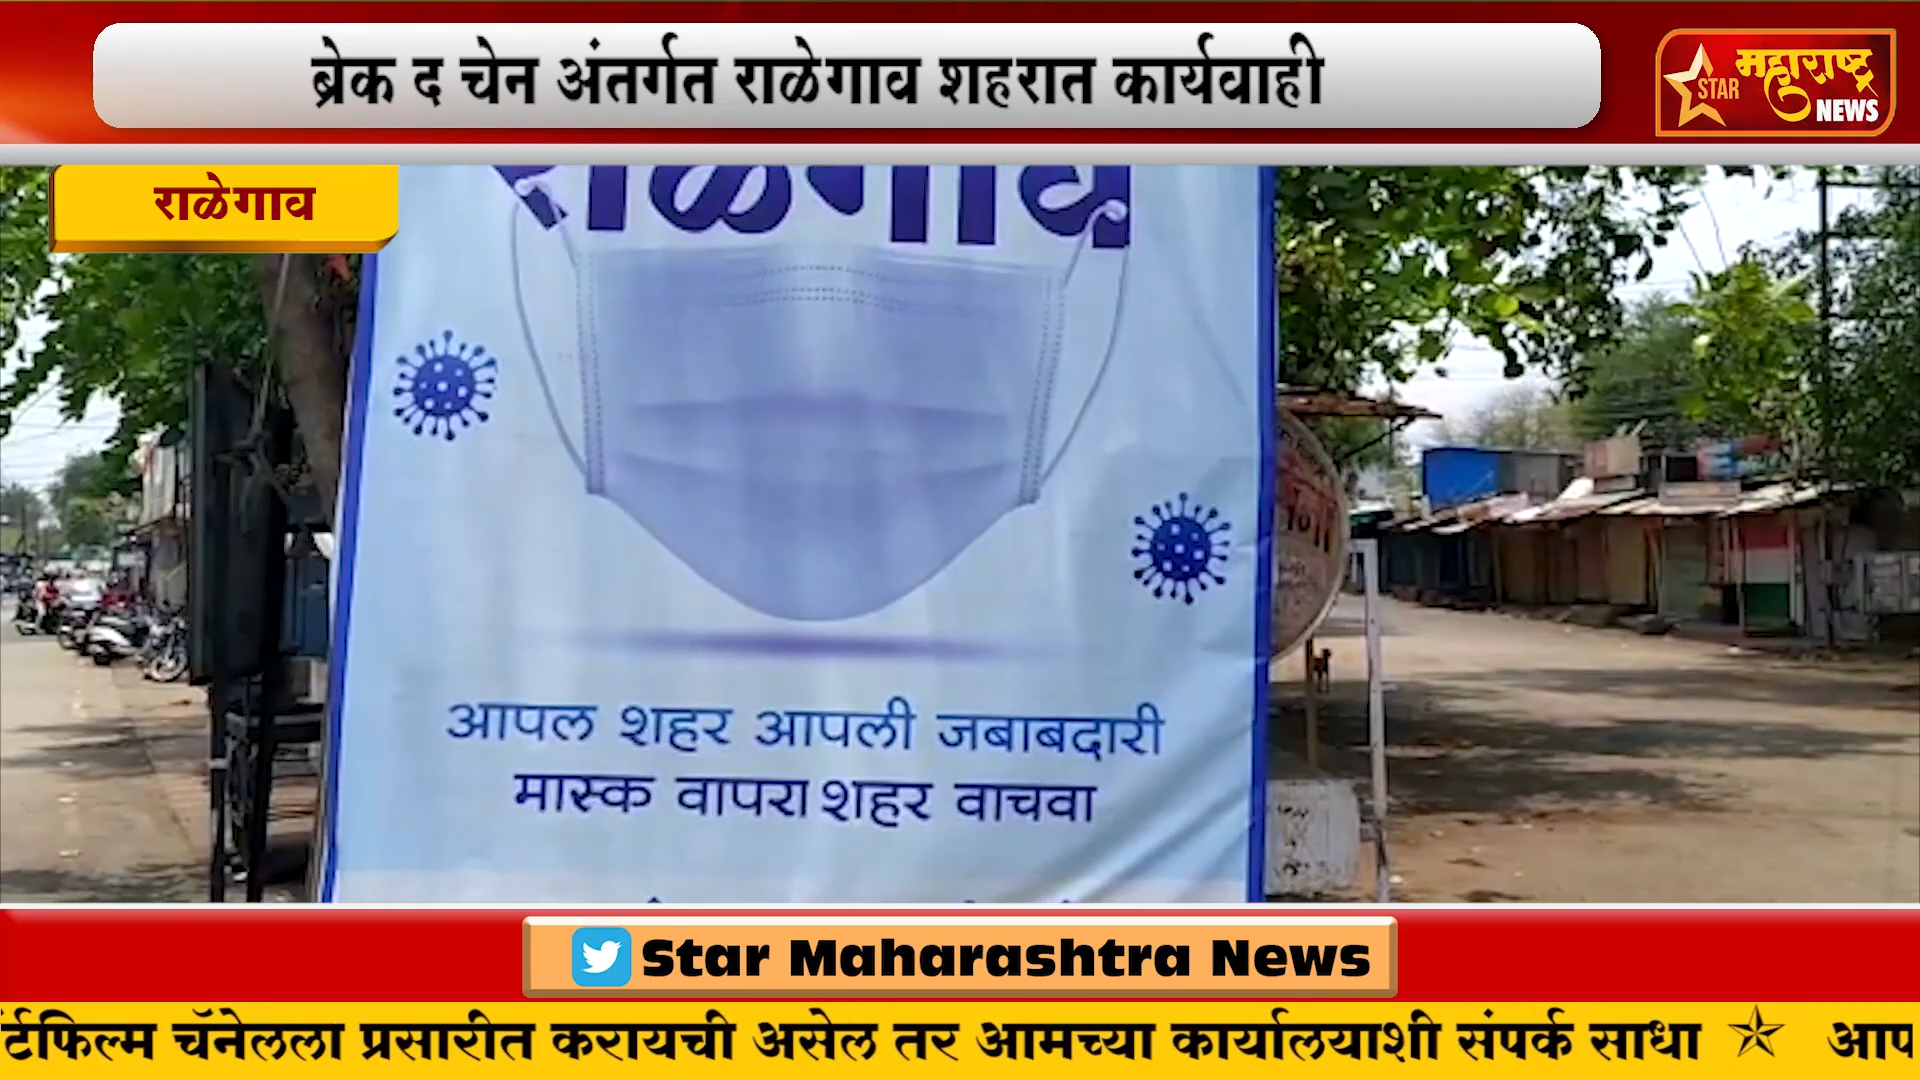 ब्रेक द चेन अंतर्गत राळेगाव शहरात कार्यवाही
STAR महाराष्ट्र NEWS
राळेगाव
राळेगाव
आपल शहर आपली जबाबदारी
मास्क वापरा शहर वाचवा
Star Maharashtra News
र्टफिल्म चॅनेलला प्रसारीत करायची असेल तर आमच्या कार्यालयाशी संपर्क साधा आप